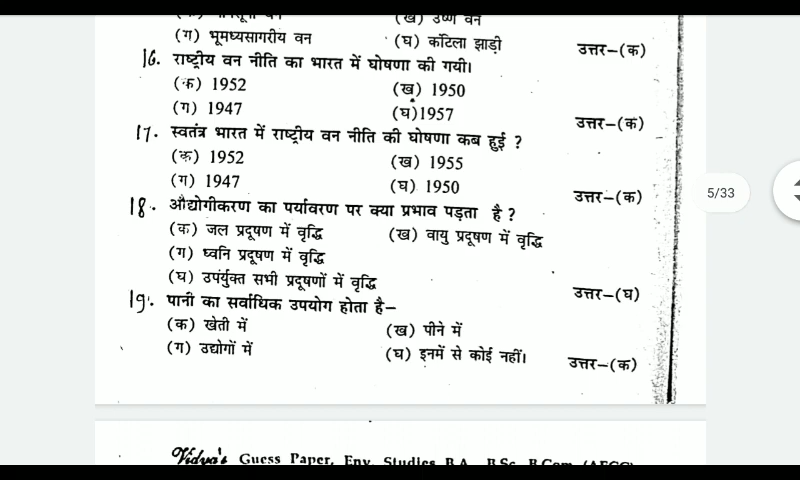 (ख) उष्ण वन
(ग) भूमध्यसागरीय वन (घ) कंटिला झाड़ी उत्तर–(क)
16. राष्ट्रीय वन नीति का भारत में घोषणा की गयी।
(क) 1952 (ख) 1950
(ग) 1947 (घ)1957 उत्तर–(क)
17. स्वतंत्र भारत में राष्ट्रीय वन नीति की घोषणा कब हुई ?
(क) 1952 (ख) 1955
(ग) 1947 (घ) 1950 उत्तर–(क)
18. औद्योगीकरण का पर्यावरण पर क्या प्रभाव पड़ता है ?
(क) जल प्रदूषण में वृद्धि (ख) वायु प्रदूषण में वृद्धि
(ग) ध्वनि प्रदूषण में वृद्धि
(घ) उपर्युक्त सभी प्रदूषणों में वृद्धि उत्तर–(घ)
19. पानी का सर्वाधिक उपयोग होता है–
(क) खेती में (ख) पीने में
(ग) उद्योगों में (घ) इनमें से कोई नहीं। उत्तर–(क)
5/33
Vidya's Guess Paper, Env. Studies B.A., B.Sc. B.Com. (AECC)